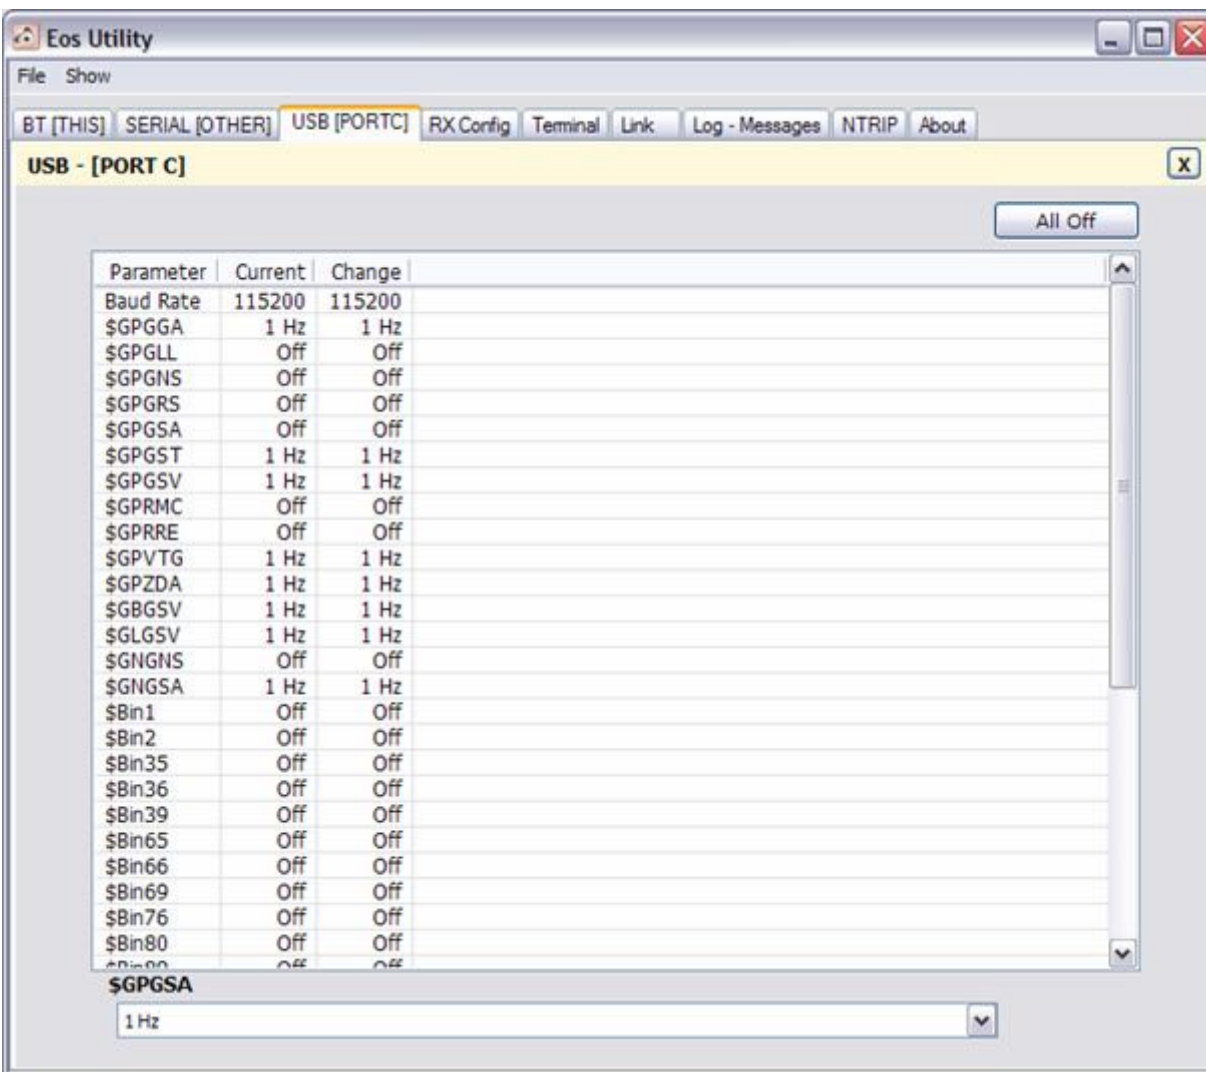 Eos Utility
File Show
BT [THIS] SERIAL [OTHER] USB [PORTC] RX Config Terminal Link Log - Messages NTRIP About
USB - [PORT C] X
All Off
Parameter Current Change
Baud Rate 115200 115200
$GPGGA 1 Hz 1 Hz
$GPGLL Off Off
$GPGNS Off Off
$GPGRS Off Off
$GPGSA Off Off
$GPGST 1 Hz 1 Hz
$GPGSV 1 Hz 1 Hz
$GPRMC Off Off
$GPRRE Off Off
$GPVTG 1 Hz 1 Hz
$GPZDA 1 Hz 1 Hz
$GBGSV 1 Hz 1 Hz
$GLGSV 1 Hz 1 Hz
$GNGNS Off Off
$GNGSA 1 Hz 1 Hz
$Bin1 Off Off
$Bin2 Off Off
$Bin35 Off Off
$Bin36 Off Off
$Bin39 Off Off
$Bin65 Off Off
$Bin66 Off Off
$Bin69 Off Off
$Bin76 Off Off
$Bin80 Off Off
Off Off
$GPGSA
1 Hz